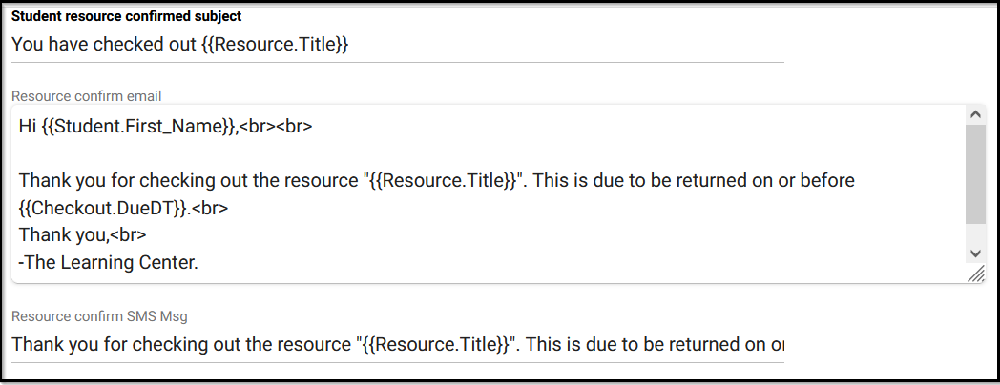 Student resource confirmed subject
You have checked out {{Resource.Title}}
Resource confirm email
Hi {{Student.First_Name}},<br><br>
Thank you for checking out the resource "{{Resource.Title}}". This is due to be returned on or before
{{Checkout.DueDT}}.<br>
Thank you,<br>
-The Learning Center.
Resource confirm SMS Msg
Thank you for checking out the resource "{{Resource.Title}}". This is due to be returned on